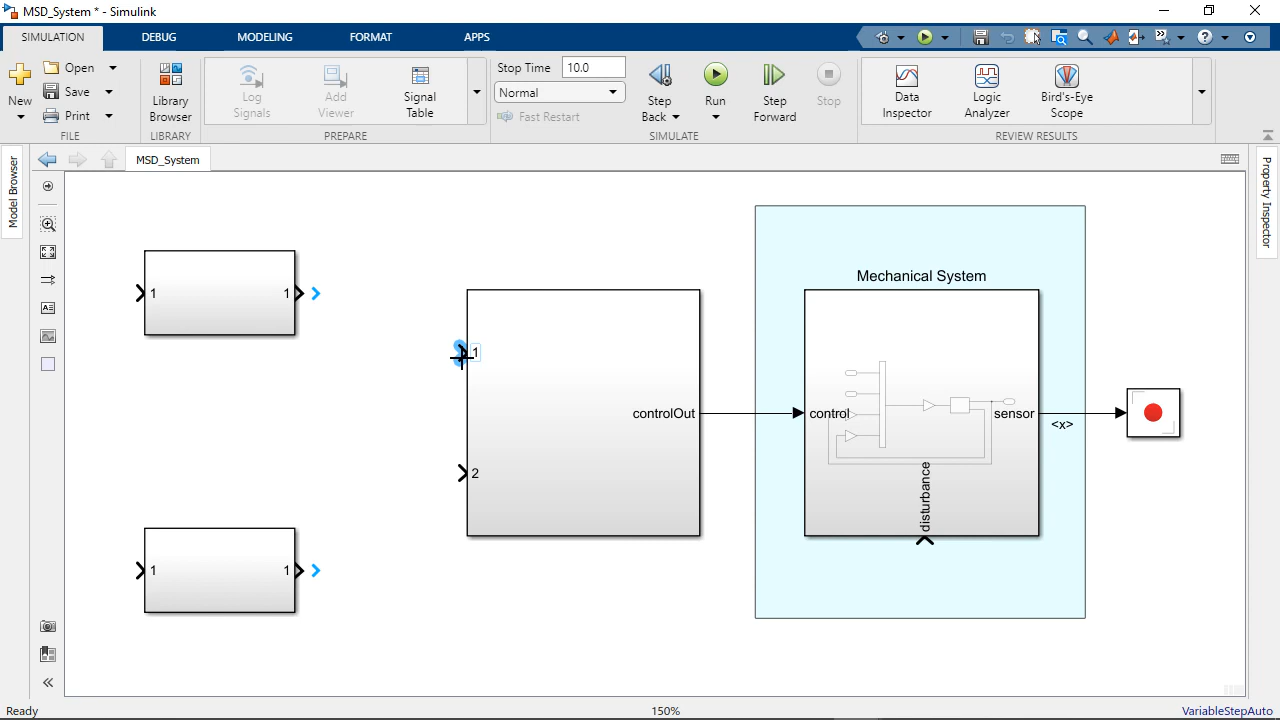 MSD_System * - Simulink
SIMULATION
DEBUG
MODELING
FORMAT
APPS
New
Open
Save
Print
FILE
Library
Browser
LIBRARY
Log
Signals
Add
Viewer
Signal
Table
PREPARE
Stop Time 10.0
Normal
Fast Restart
Step
Back
Run
Step
Forward
Stop
SIMULATE
Data
Inspector
Logic
Analyzer
Bird's-Eye
Scope
REVIEW RESULTS
Model Browser
MSD_System
Property Inspector
Mechanical System
1 1
1
controlOut
control
sensor
<x>
2
disturbance
1 1
Ready
150%
VariableStepAuto